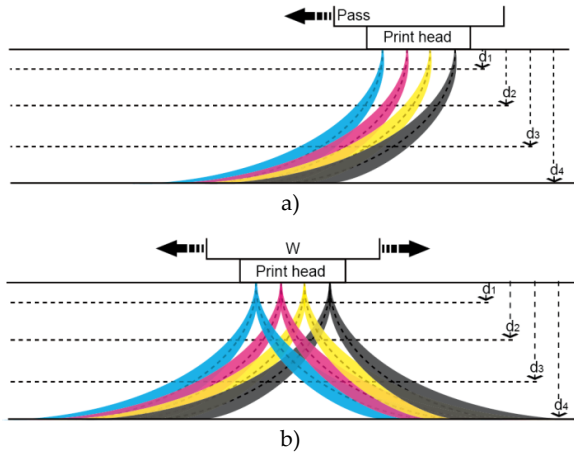 Pass
Print head
d1
d2
d3
d4
a)
W
Print head
d1
d2
d3
d4
b)